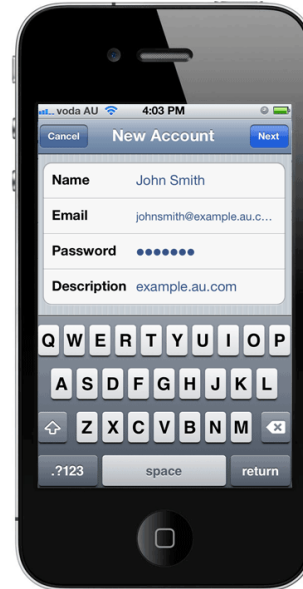 voda AU 4:03 PM
Cancel New Account Next
Name John Smith
Email johnsmith@example.au.c...
Password ●●●●●●●
Description example.au.com
Q W E R T Y U I O P
A S D F G H J K L
Z X C V B N M
.?123 space return